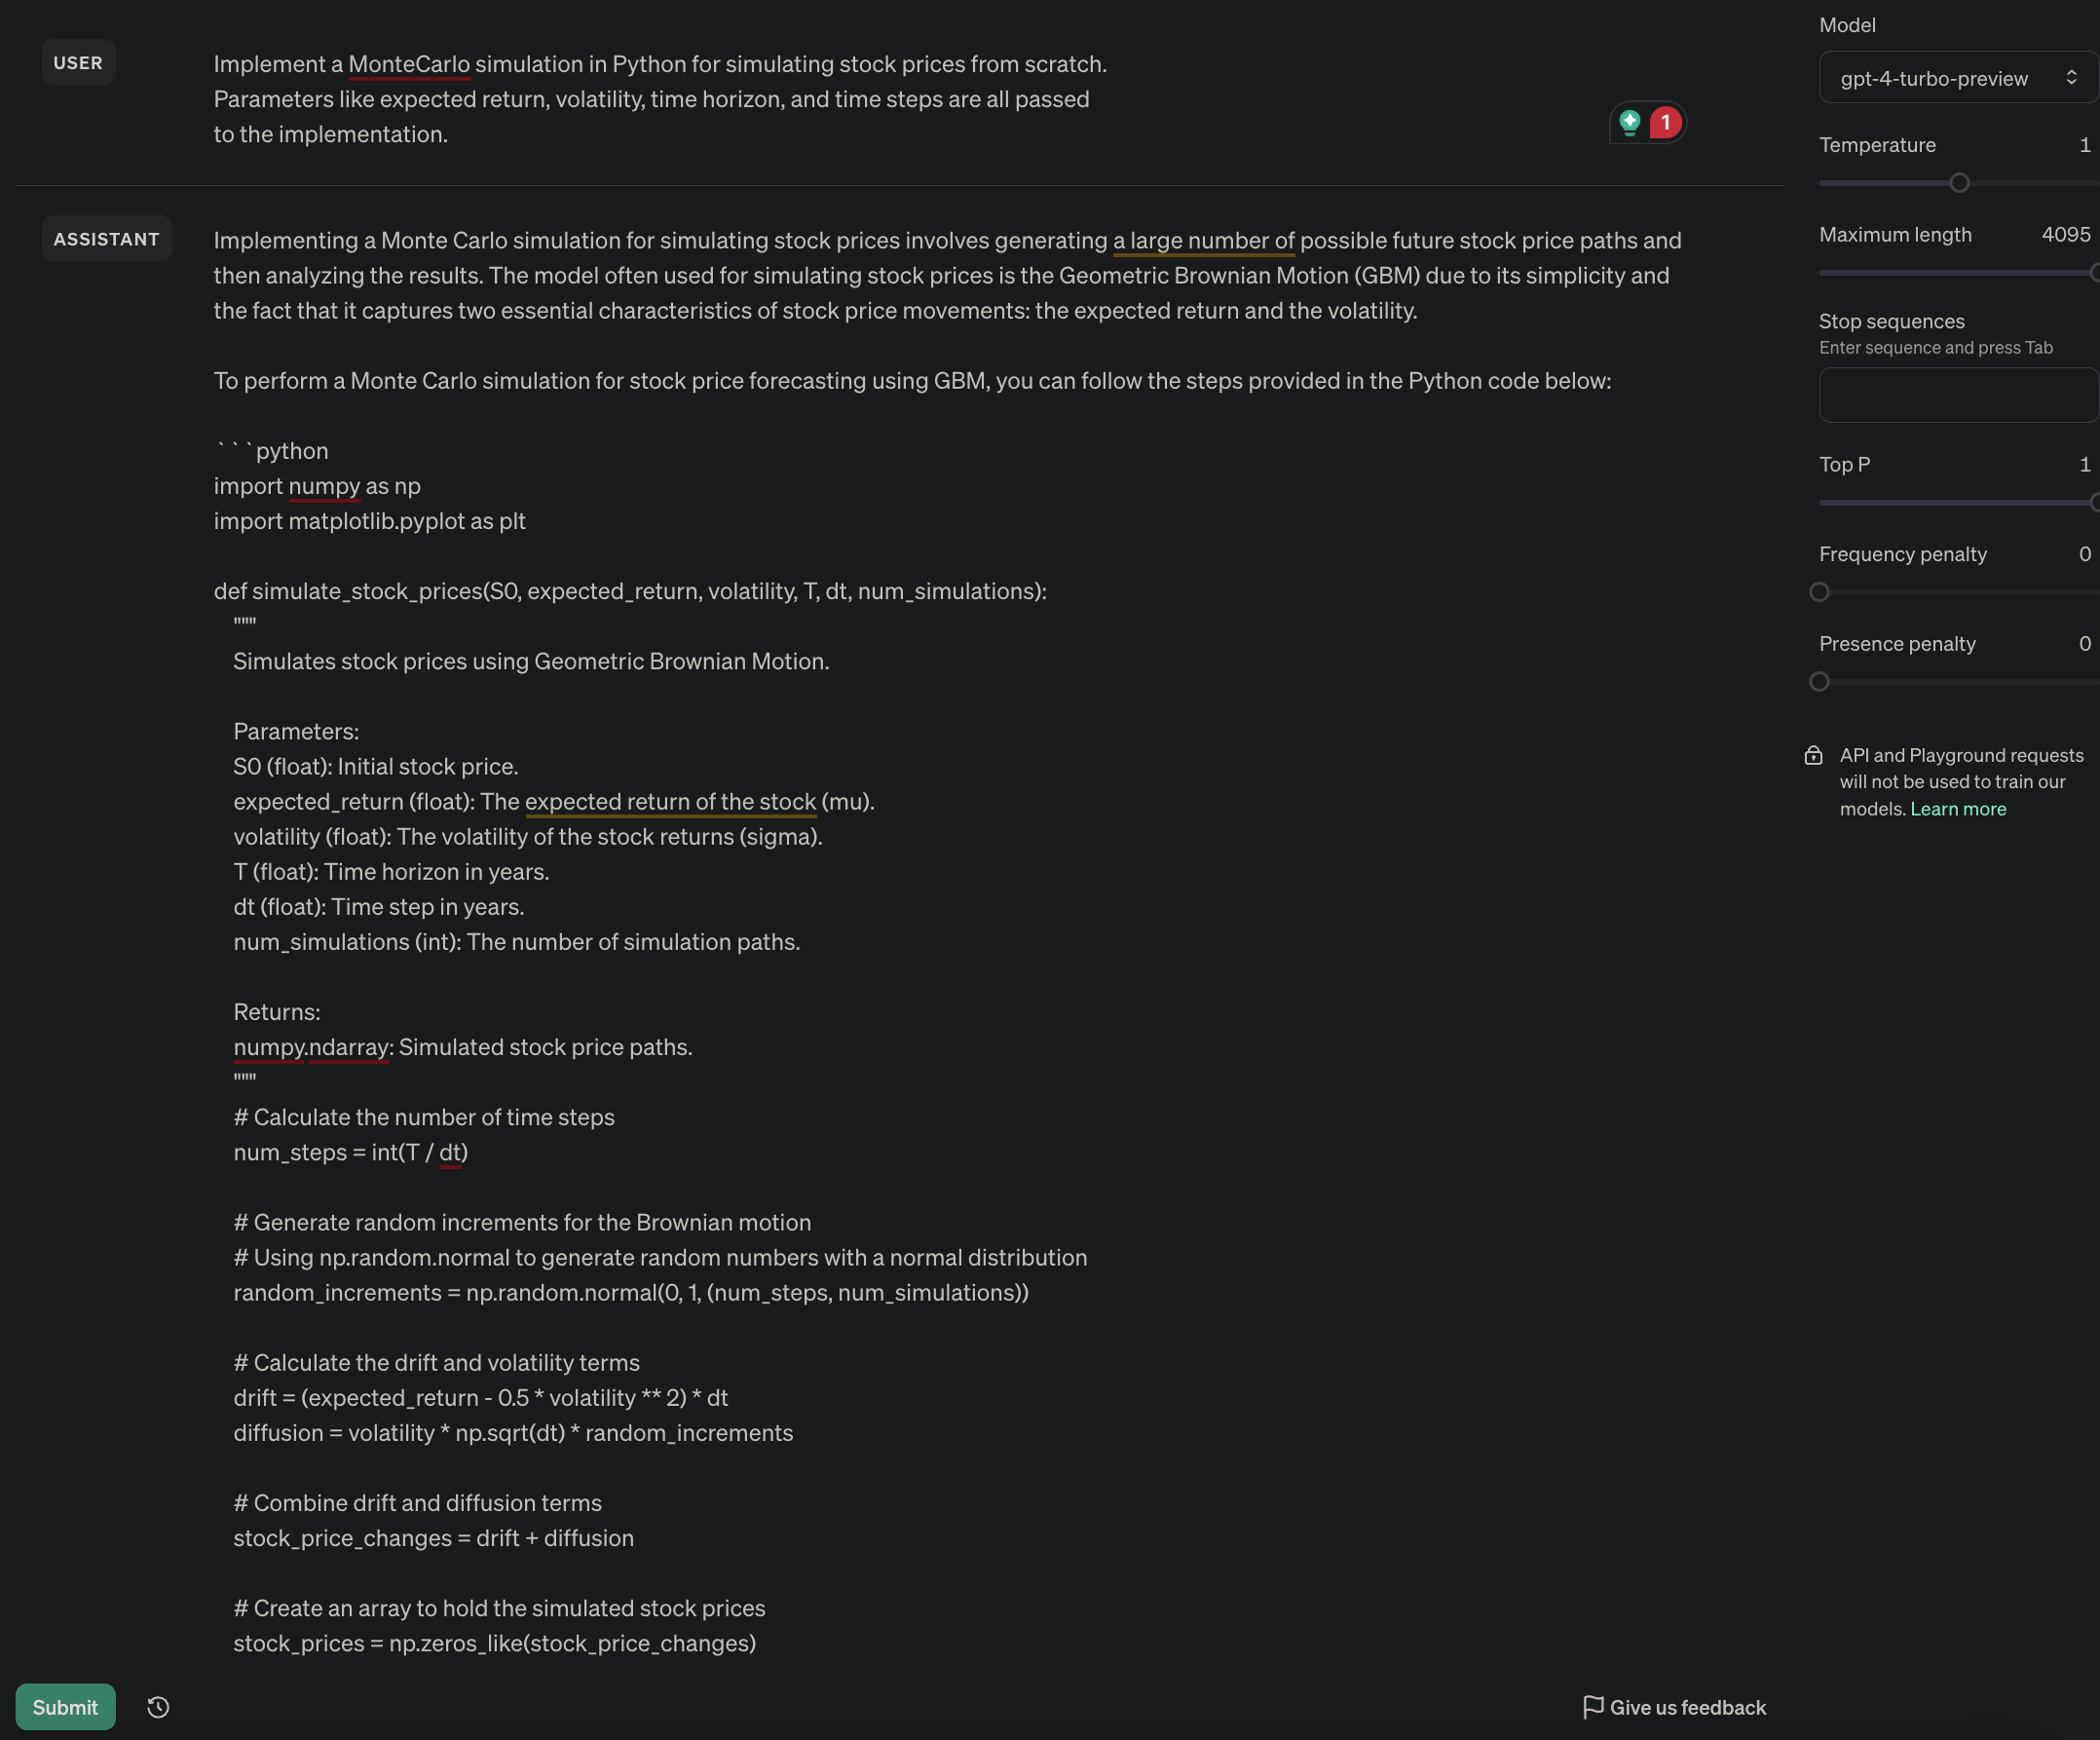 USER
Implement a MonteCarlo simulation in Python for simulating stock prices from scratch.
Parameters like expected return, volatility, time horizon, and time steps are all passed
to the implementation.
1
ASSISTANT
Implementing a Monte Carlo simulation for simulating stock prices involves generating a large number of possible future stock price paths and
then analyzing the results. The model often used for simulating stock prices is the Geometric Brownian Motion (GBM) due to its simplicity and
the fact that it captures two essential characteristics of stock price movements: the expected return and the volatility.
To perform a Monte Carlo simulation for stock price forecasting using GBM, you can follow the steps provided in the Python code below:
```python
import numpy as np
import matplotlib.pyplot as plt
def simulate_stock_prices(S0, expected_return, volatility, T, dt, num_simulations):
"""
Simulates stock prices using Geometric Brownian Motion.
Parameters:
S0 (float): Initial stock price.
expected_return (float): The expected return of the stock (mu).
volatility (float): The volatility of the stock returns (sigma).
T (float): Time horizon in years.
dt (float): Time step in years.
num_simulations (int): The number of simulation paths.
Returns:
numpy.ndarray: Simulated stock price paths.
"""
# Calculate the number of time steps
num_steps = int(T / dt)
# Generate random increments for the Brownian motion
# Using np.random.normal to generate random numbers with a normal distribution
random_increments = np.random.normal(0, 1, (num_steps, num_simulations))
# Calculate the drift and volatility terms
drift = (expected_return - 0.5 * volatility ** 2) * dt
diffusion = volatility * np.sqrt(dt) * random_increments
# Combine drift and diffusion terms
stock_price_changes = drift + diffusion
# Create an array to hold the simulated stock prices
stock_prices = np.zeros_like(stock_price_changes)
Submit
Give us feedback
Model
gpt-4-turbo-preview
Temperature 1
Maximum length 4095
Stop sequences
Enter sequence and press Tab
Top P 1
Frequency penalty 0
Presence penalty 0
API and Playground requests
will not be used to train our
models. Learn more